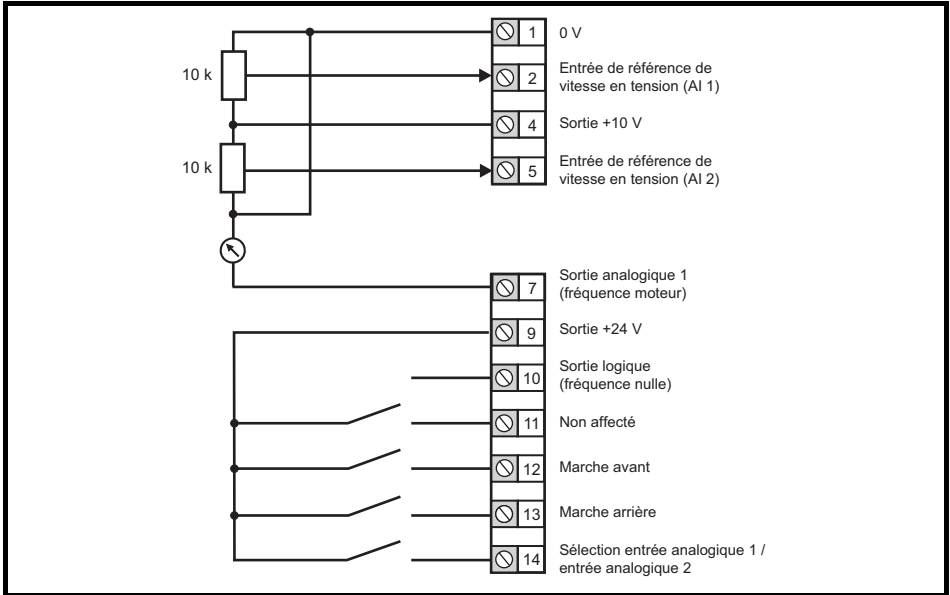 1 0 V
10 k
2 Entrée de référence de
vitesse en tension (AI 1)
4 Sortie +10 V
10 k
5 Entrée de référence de
vitesse en tension (AI 2)
7 Sortie analogique 1
(fréquence moteur)
9 Sortie +24 V
10 Sortie logique
(fréquence nulle)
11 Non affecté
12 Marche avant
13 Marche arrière
14 Sélection entrée analogique 1 /
entrée analogique 2